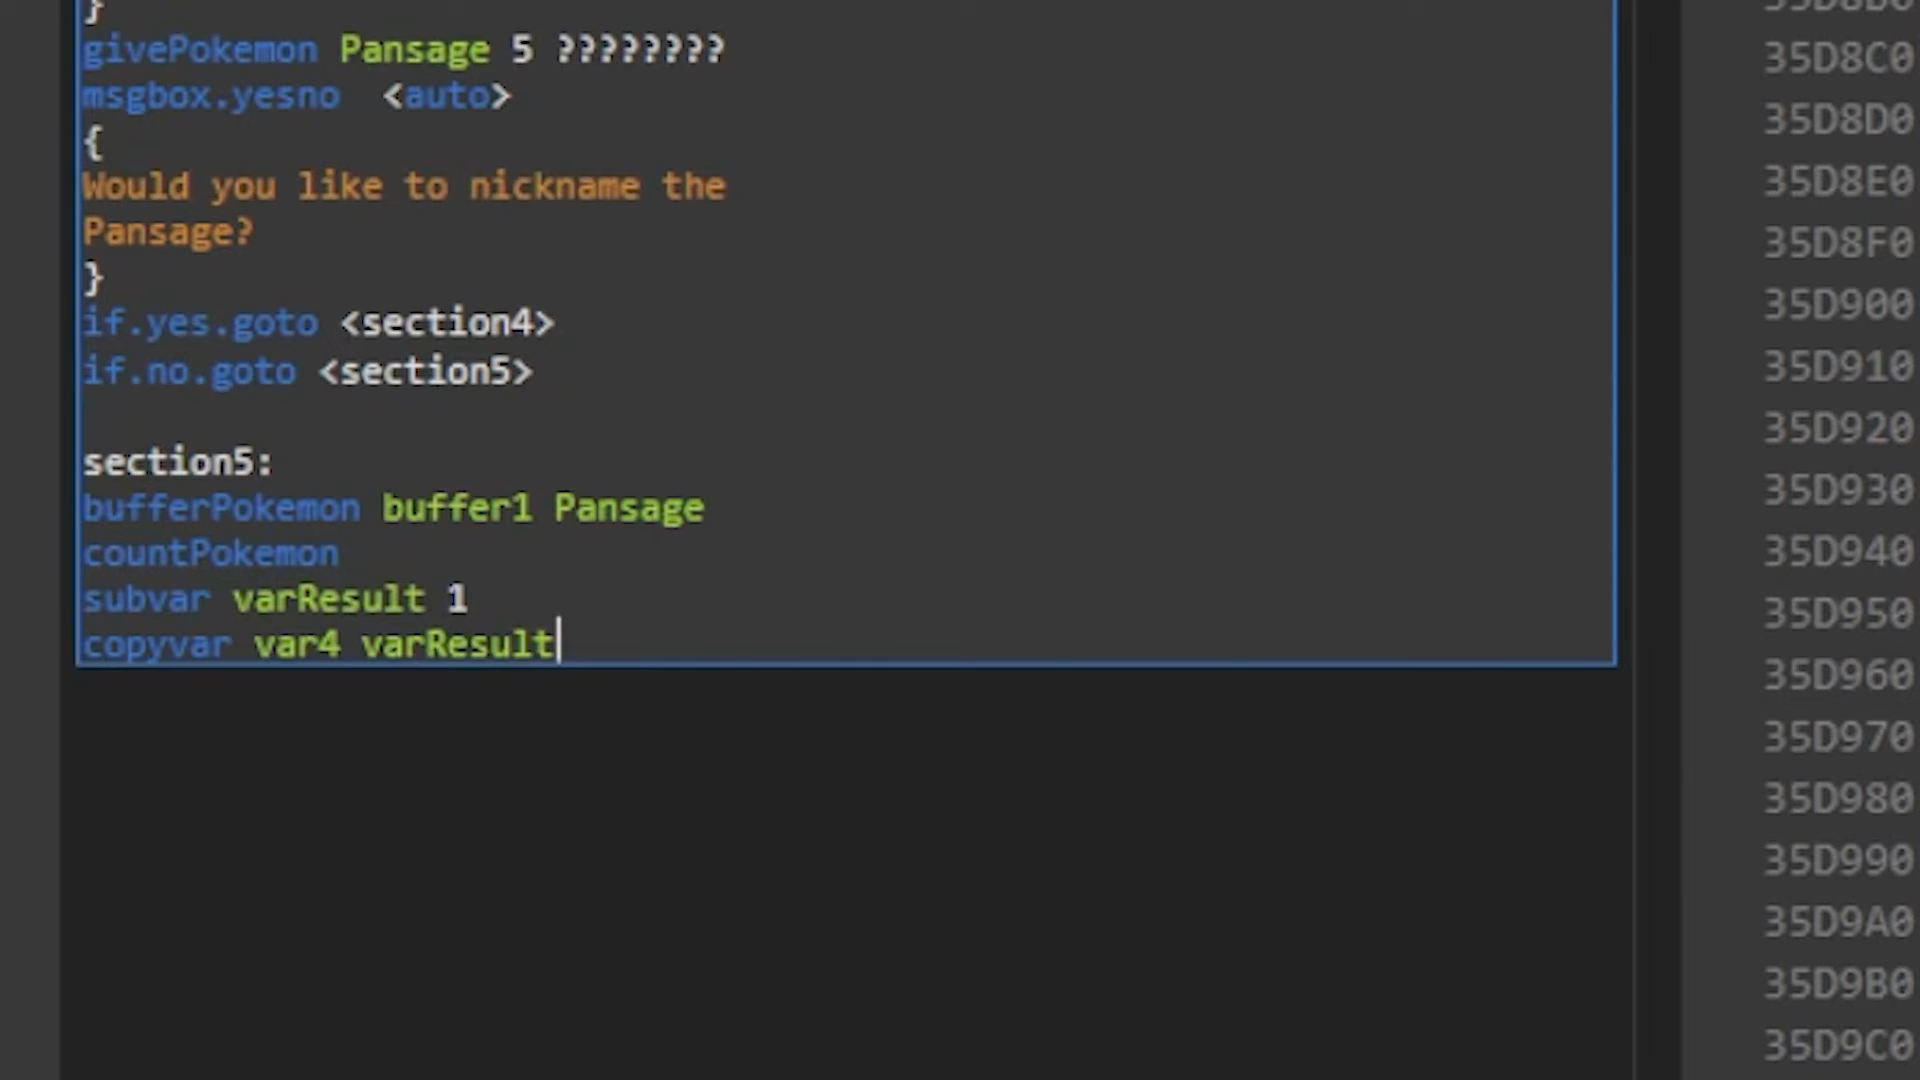 }
givePokemon Pansage 5 ????????
msgbox.yesno <auto>
{
Would you like to nickname the
Pansage?
}
if.yes.goto <section4>
if.no.goto <section5>
section5:
bufferPokemon buffer1 Pansage
countPokemon
subvar varResult 1
copyvar var4 varResult
35D8B0
35D8C0
35D8D0
35D8E0
35D8F0
35D900
35D910
35D920
35D930
35D940
35D950
35D960
35D970
35D980
35D990
35D9A0
35D9B0
35D9C0